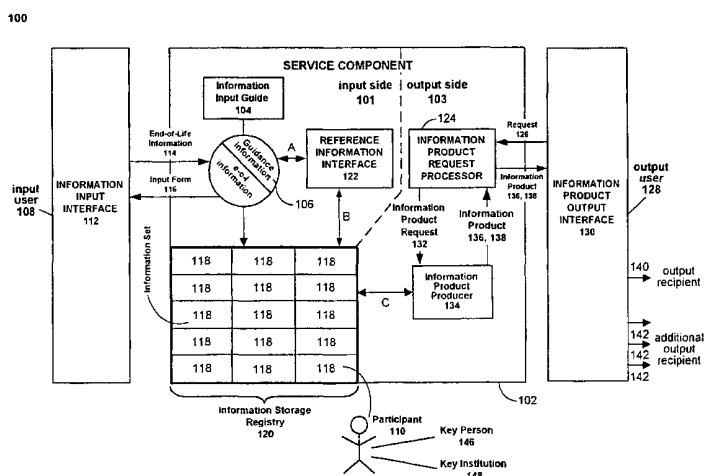 100
SERVICE COMPONENT
input side
101
output side
103
Information
Input Guide
104
124
End-of-Life
Information
114
Input Form
116
Guidance
information
e-o-l
information
106
A
REFERENCE
INFORMATION
INTERFACE
122
INFORMATION
PRODUCT
REQUEST
PROCESSOR
Request
126
Information
Product
136, 138
input
user
108
INFORMATION
INPUT
INTERFACE
112
INFORMATION
PRODUCT
OUTPUT
INTERFACE
130
output
user
128
B
Information
Product
Request
132
Information
Product
136, 138
Information Set
118 118 118
118 118 118
118 118 118
118 118 118
118 118 118
C
Information
Product
Producer
134
140 output
recipient
142 additional
142 output
142 recipient
102
Information Storage
Registry
120
Participant
110
Key Person
146
Key Institution
148